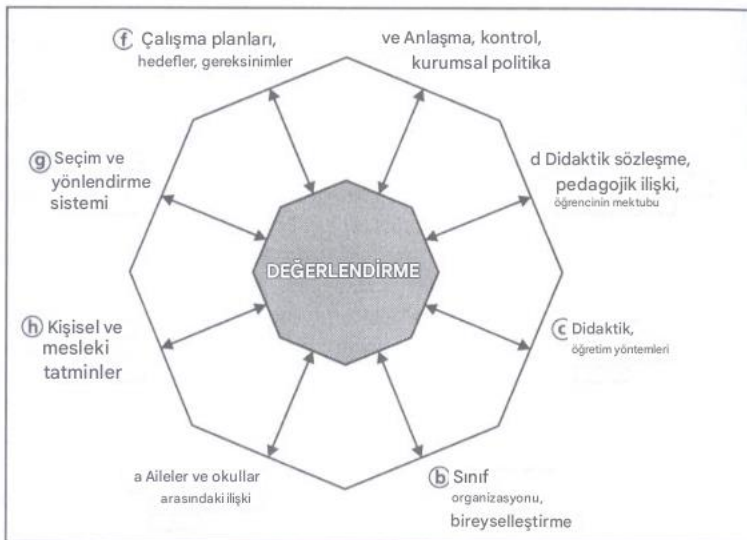 ⓕ Çalışma planları,
hedefler, gereksinimler
ve Anlaşma, kontrol,
kurumsal politika
ⓖ Seçim ve
yönlendirme
sistemi
d Didaktik sözleşme,
pedagojik ilişki,
öğrencinin mektubu
DEĞERLENDİRME
ⓗ Kişisel ve
mesleki
tatminler
ⓒ Didaktik,
öğretim yöntemleri
a Aileler ve okullar
arasındaki ilişki
ⓑ Sınıf
organizasyonu,
bireyselleştirme